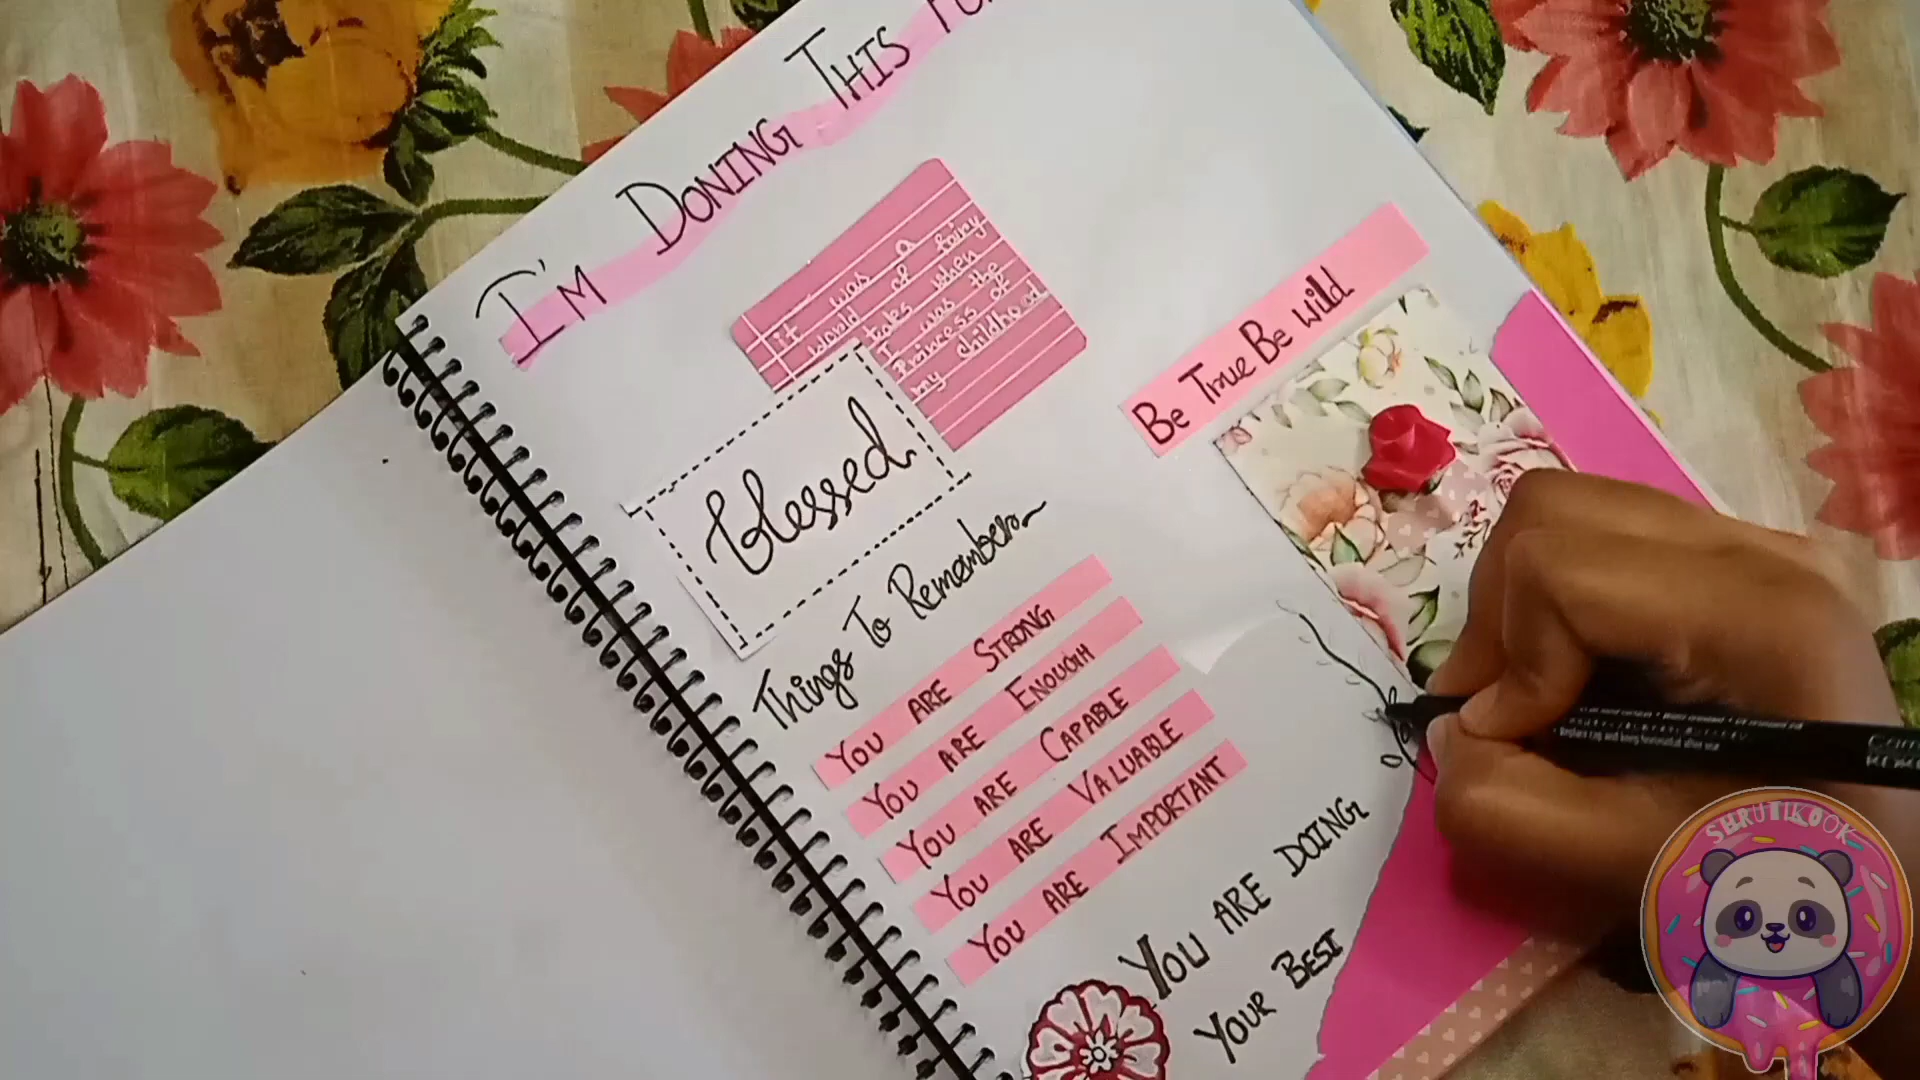 I'M DONING THIS FOR
it was a
world of fairy
tales when
I was the
Princess of
my childhood
Be True Be wild
Blessed
Things To Remember
YOU ARE STRONG
YOU ARE ENOUGH
YOU ARE CAPABLE
YOU ARE VALUABLE
YOU ARE IMPORTANT
YOU ARE DOING
YOUR BEST
SHRUTIKOOK